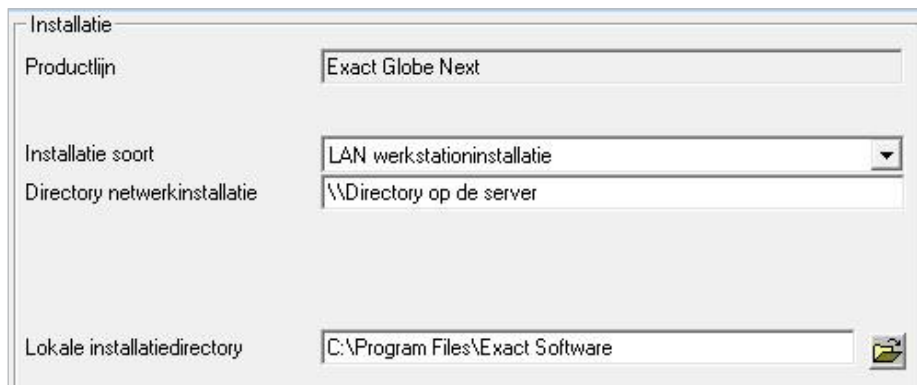 Installatie
Productlijn Exact Globe Next
Installatie soort LAN werkstationinstallatie
Directory netwerkinstallatie \\Directory op de server
Lokale installatiedirectory C:\Program Files\Exact Software